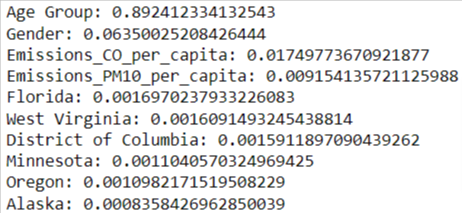 Age Group: 0.892412334132543
Gender: 0.06350025208426444
Emissions_CO_per_capita: 0.01749773670921877
Emissions_PM10_per_capita: 0.009154135721125988
Florida: 0.0016970237933226083
West Virginia: 0.0016091493245438814
District of Columbia: 0.0015911897090439262
Minnesota: 0.0011040570324969425
Oregon: 0.0010982171519508229
Alaska: 0.0008358426962850039